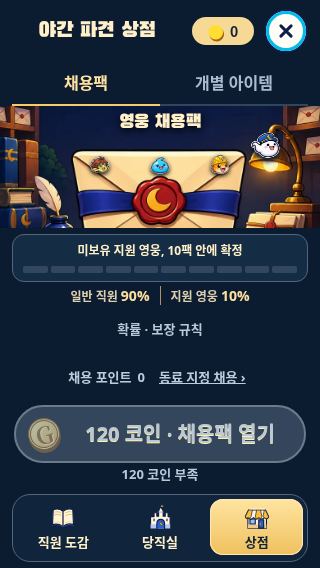 야간 파견 상점
0
채용팩
개별 아이템
영웅 채용팩
미보유 지원 영웅, 10팩 안에 확정
일반 직원 90% 지원 영웅 10%
확률 · 보장 규칙
채용 포인트 0 동료 지정 채용 ›
G
120 코인 · 채용팩 열기
120 코인 부족
직원 도감
당직실
상점